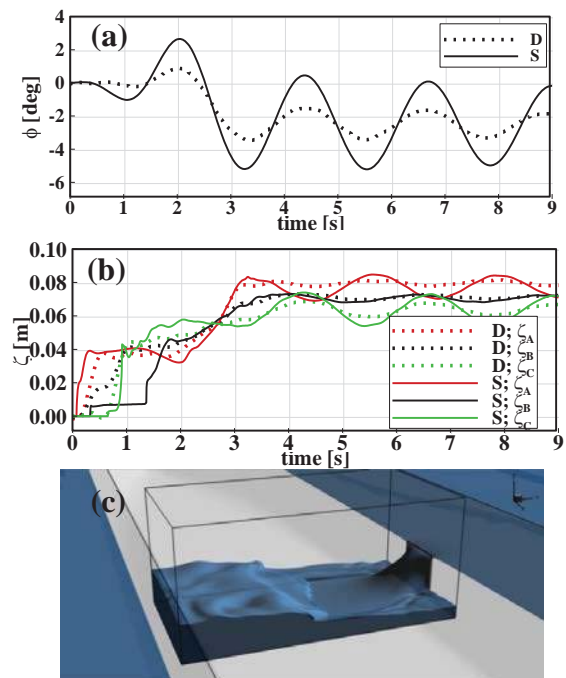 (a)
D
S
4
2
0
-2
-4
-6
ϕ [deg]
0 1 2 3 4 5 6 7 8 9
time [s]
(b)
0.10
0.08
0.06
0.04
0.02
0.00
ζ [m]
D; ζA
D; ζB
D; ζC
S; ζA
S; ζB
S; ζC
0 1 2 3 4 5 6 7 8 9
time [s]
(c)